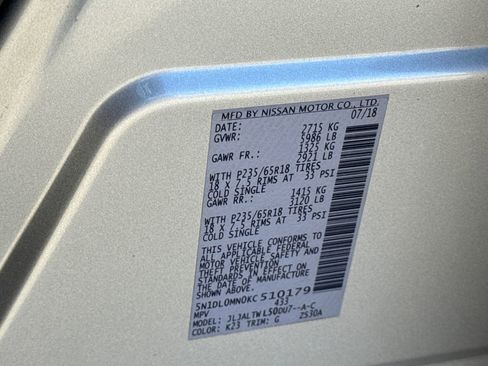 MFD BY NISSAN MOTOR CO., LTD.
DATE: 07/18
GVWR: 2715 KG
5986 LB
GAWR FR.: 1325 KG
2921 LB
WITH P235/65R18 TIRES
18 X 7.5 RIMS AT 33 PSI
COLD SINGLE
GAWR RR.: 1415 KG
3120 LB
WITH P235/65R18 TIRES
18 X 7.5 RIMS AT 33 PSI
COLD SINGLE
THIS VEHICLE CONFORMS TO
ALL APPLICABLE FEDERAL
MOTOR VEHICLE SAFETY AND
THEFT PREVENTION
STANDARDS IN EFFECT ON
THE DATE OF MANUFACTURE
5N1DL0MN0KC510179
MPV 433
MODEL: JLJALTWL50DU7--A-C
COLOR: K23 TRIM: G Z530A